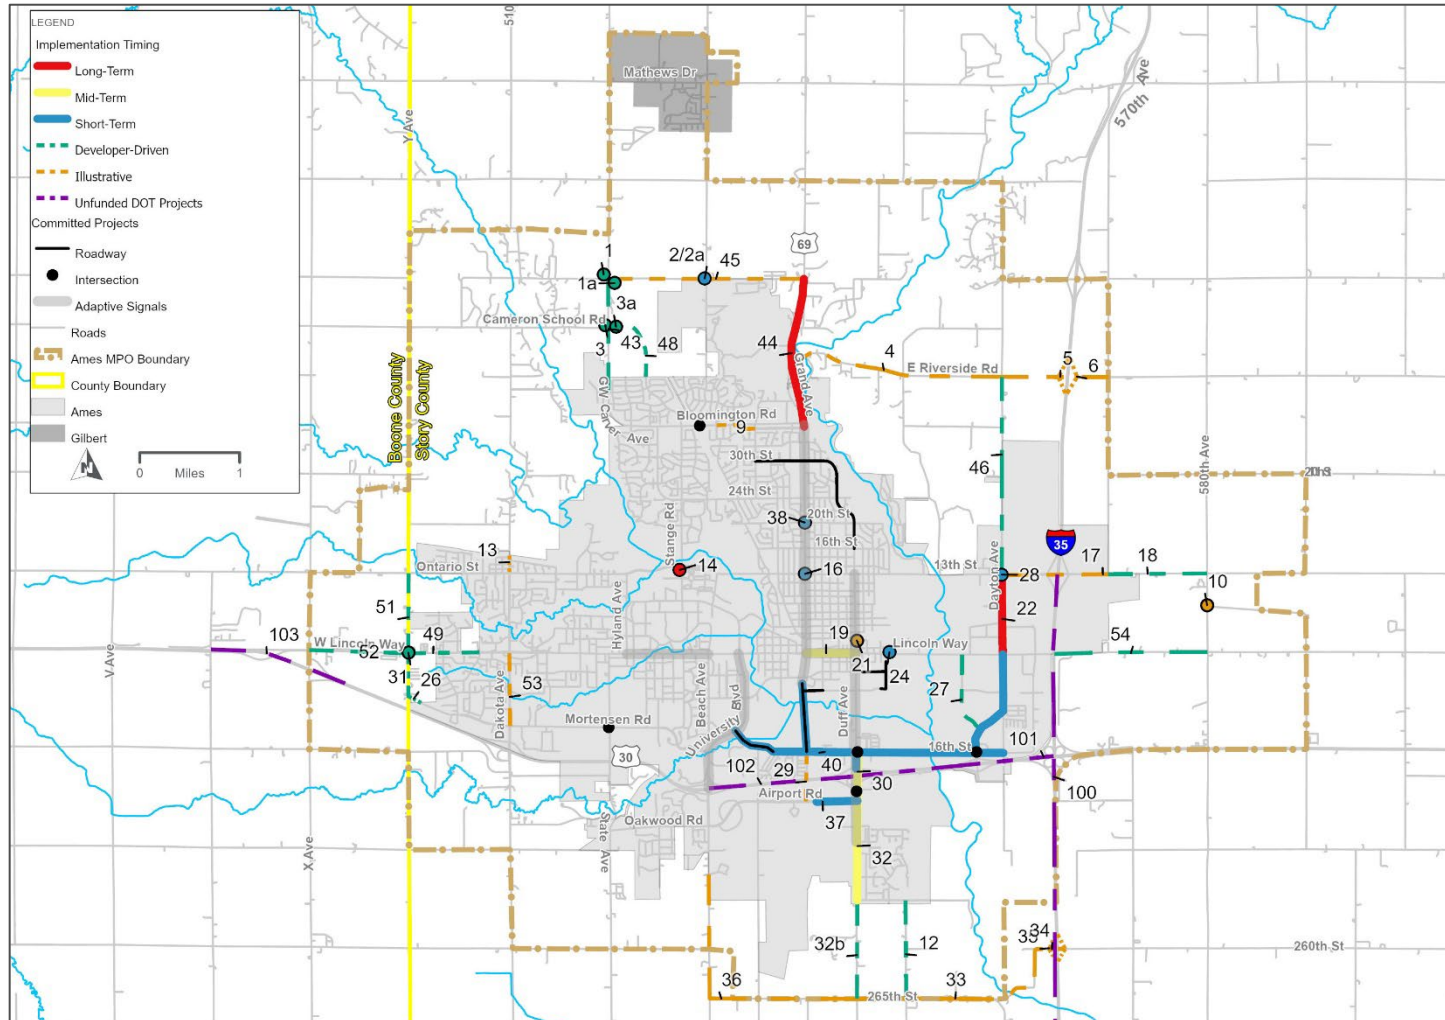 LEGEND
Implementation Timing
Long-Term
Mid-Term
Short-Term
Developer-Driven
Illustrative
Unfunded DOT Projects
Committed Projects
Roadway
Intersection
Adaptive Signals
Roads
Ames MPO Boundary
County Boundary
Ames
Gilbert
N
0 1
Miles
510
Y Ave
Mathews Dr
570th Ave
69
1
2/2a
45
1a
3a
Cameron School Rd
3
43
48
44
Grand Ave
4
E Riverside Rd
5
6
Boone County
Story County
GW Carver Ave
Bloomington Rd
9
30th St
46
580th Ave
24th St
Stange Rd
38
20th St
16th St
35
13
Ontario St
14
16
13th St
28
17
18
10
Dayton Ave
22
51
Hyland Ave
103
W Lincoln Way
52
49
19
Lincoln Way
21
24
54
V Ave
31
26
Dakota Ave
53
Beach Ave
University Blvd
Duff Ave
27
Mortensen Rd
30
16th St
101
102
29
40
30
Airport Rd
100
37
Oakwood Rd
State Ave
X Ave
32
32b
12
34
260th St
36
265th St
33